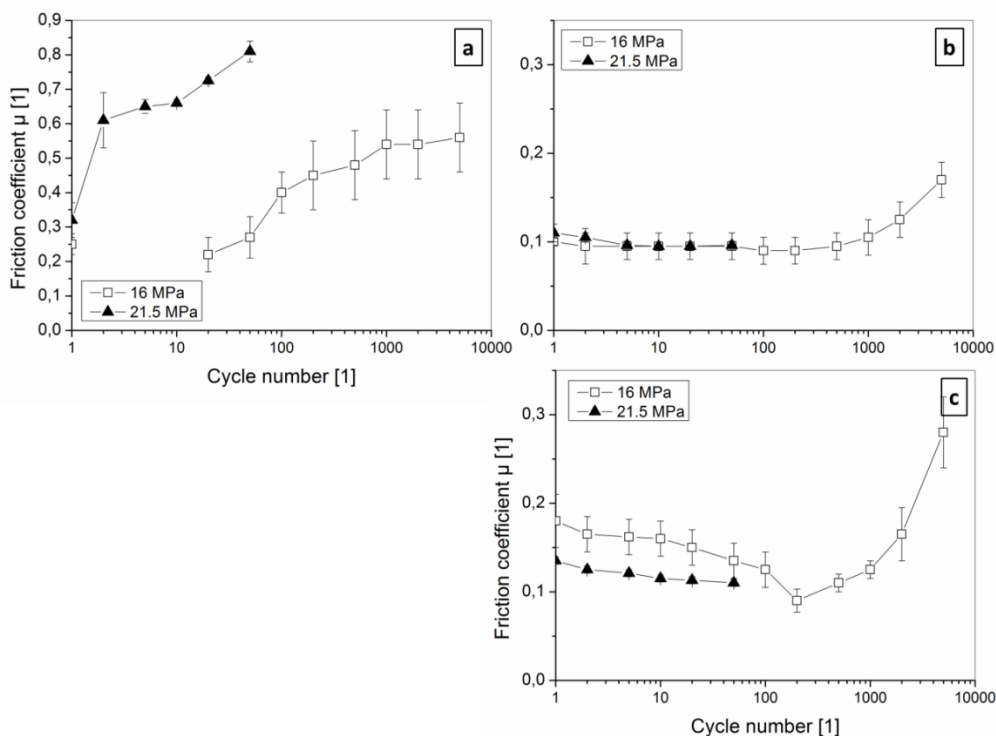 a
Friction coefficient μ [1]
0,9
0,8
0,7
0,6
0,5
0,4
0,3
0,2
0,1
0,0
16 MPa
21.5 MPa
1
10
100
1000
10000
Cycle number [1]
b
16 MPa
21.5 MPa
0,3
0,2
0,1
0,0
1
10
100
1000
10000
c
16 MPa
21.5 MPa
Friction coefficient μ [1]
0,3
0,2
0,1
0,0
1
10
100
1000
10000
Cycle number [1]